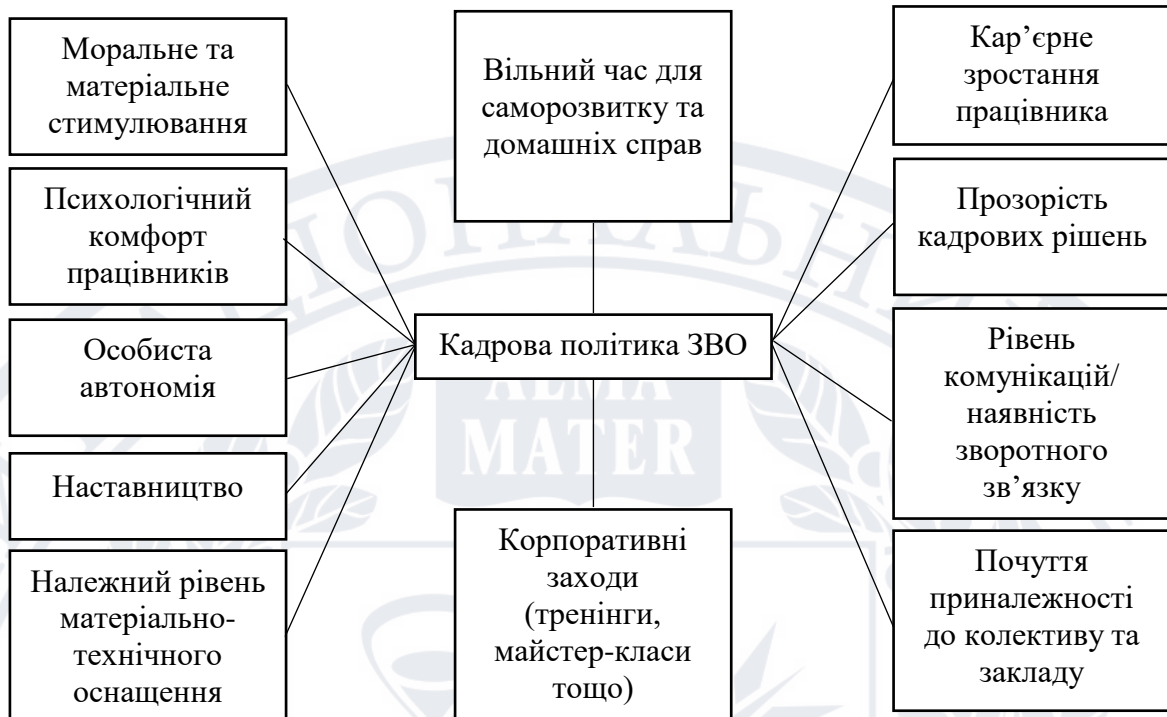 Моральне та
матеріальне
стимулювання
Психологічний
комфорт
працівників
Особиста
автономія
Наставництво
Належний рівень
матеріально-
технічного
оснащення
Вільний час для
саморозвитку та
домашніх справ
Кадрова політика ЗВО
ALMA
MATER
Корпоративні
заходи
(тренінги,
майстер-класи
тощо)
Кар’єрне
зростання
працівника
Прозорість
кадрових рішень
Рівень
комунікацій/
наявність
зворотного
зв’язку
Почуття
приналежності
до колективу та
закладу